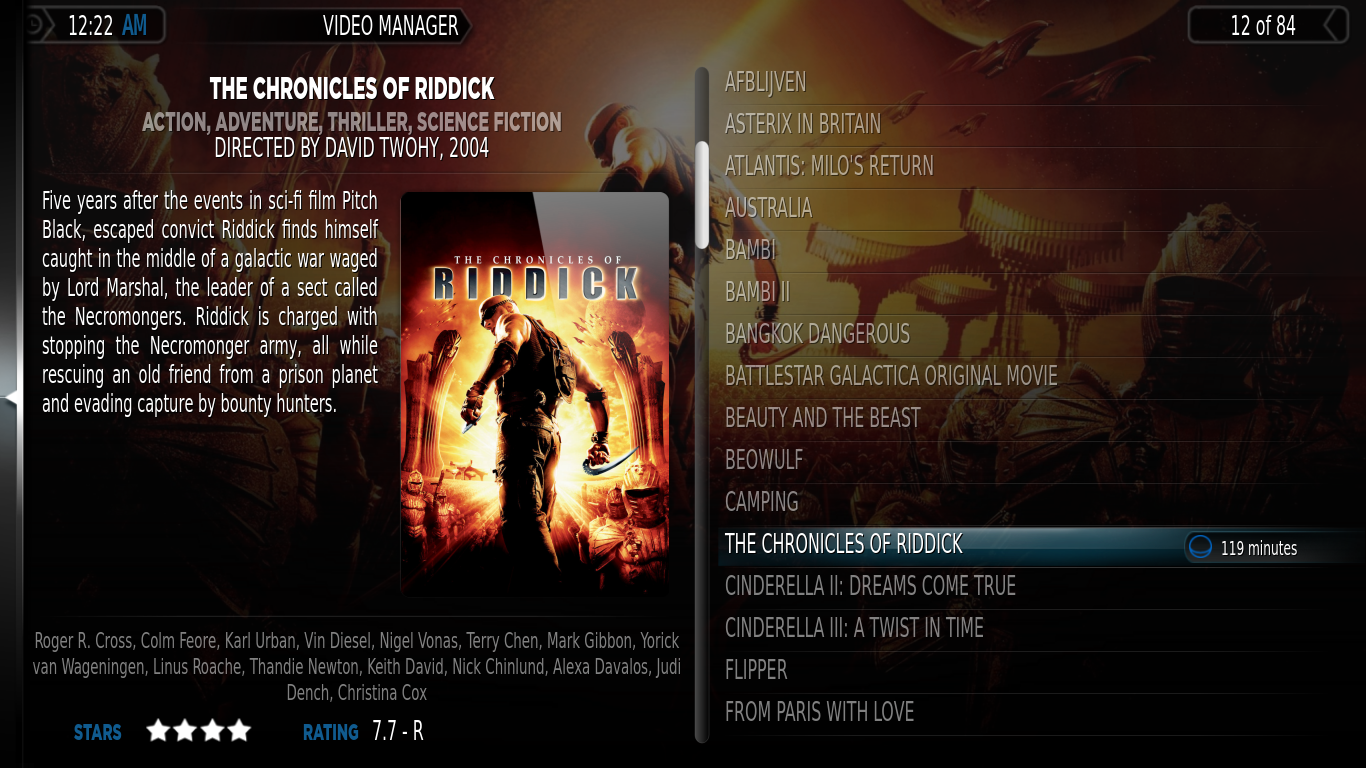 12:22 AM
VIDEO MANAGER
12 of 84
THE CHRONICLES OF RIDDICK
ACTION, ADVENTURE, THRILLER, SCIENCE FICTION
DIRECTED BY DAVID TWOHY, 2004
Five years after the events in sci-fi film Pitch
Black, escaped convict Riddick finds himself
caught in the middle of a galactic war waged
by Lord Marshal, the leader of a sect called
the Necromongers. Riddick is charged with
stopping the Necromonger army, all while
rescuing an old friend from a prison planet
and evading capture by bounty hunters.
THE CHRONICLES OF
RIDDICK
Roger R. Cross, Colm Feore, Karl Urban, Vin Diesel, Nigel Vonas, Terry Chen, Mark Gibbon, Yorick
van Wageningen, Linus Roache, Thandie Newton, Keith David, Nick Chinlund, Alexa Davalos, Judi
Dench, Christina Cox
STARS
RATING 7.7 - R
AFBLIJVEN
ASTERIX IN BRITAIN
ATLANTIS: MILO'S RETURN
AUSTRALIA
BAMBI
BAMBI II
BANGKOK DANGEROUS
BATTLESTAR GALACTICA ORIGINAL MOVIE
BEAUTY AND THE BEAST
BEOWULF
CAMPING
THE CHRONICLES OF RIDDICK 119 minutes
CINDERELLA II: DREAMS COME TRUE
CINDERELLA III: A TWIST IN TIME
FLIPPER
FROM PARIS WITH LOVE